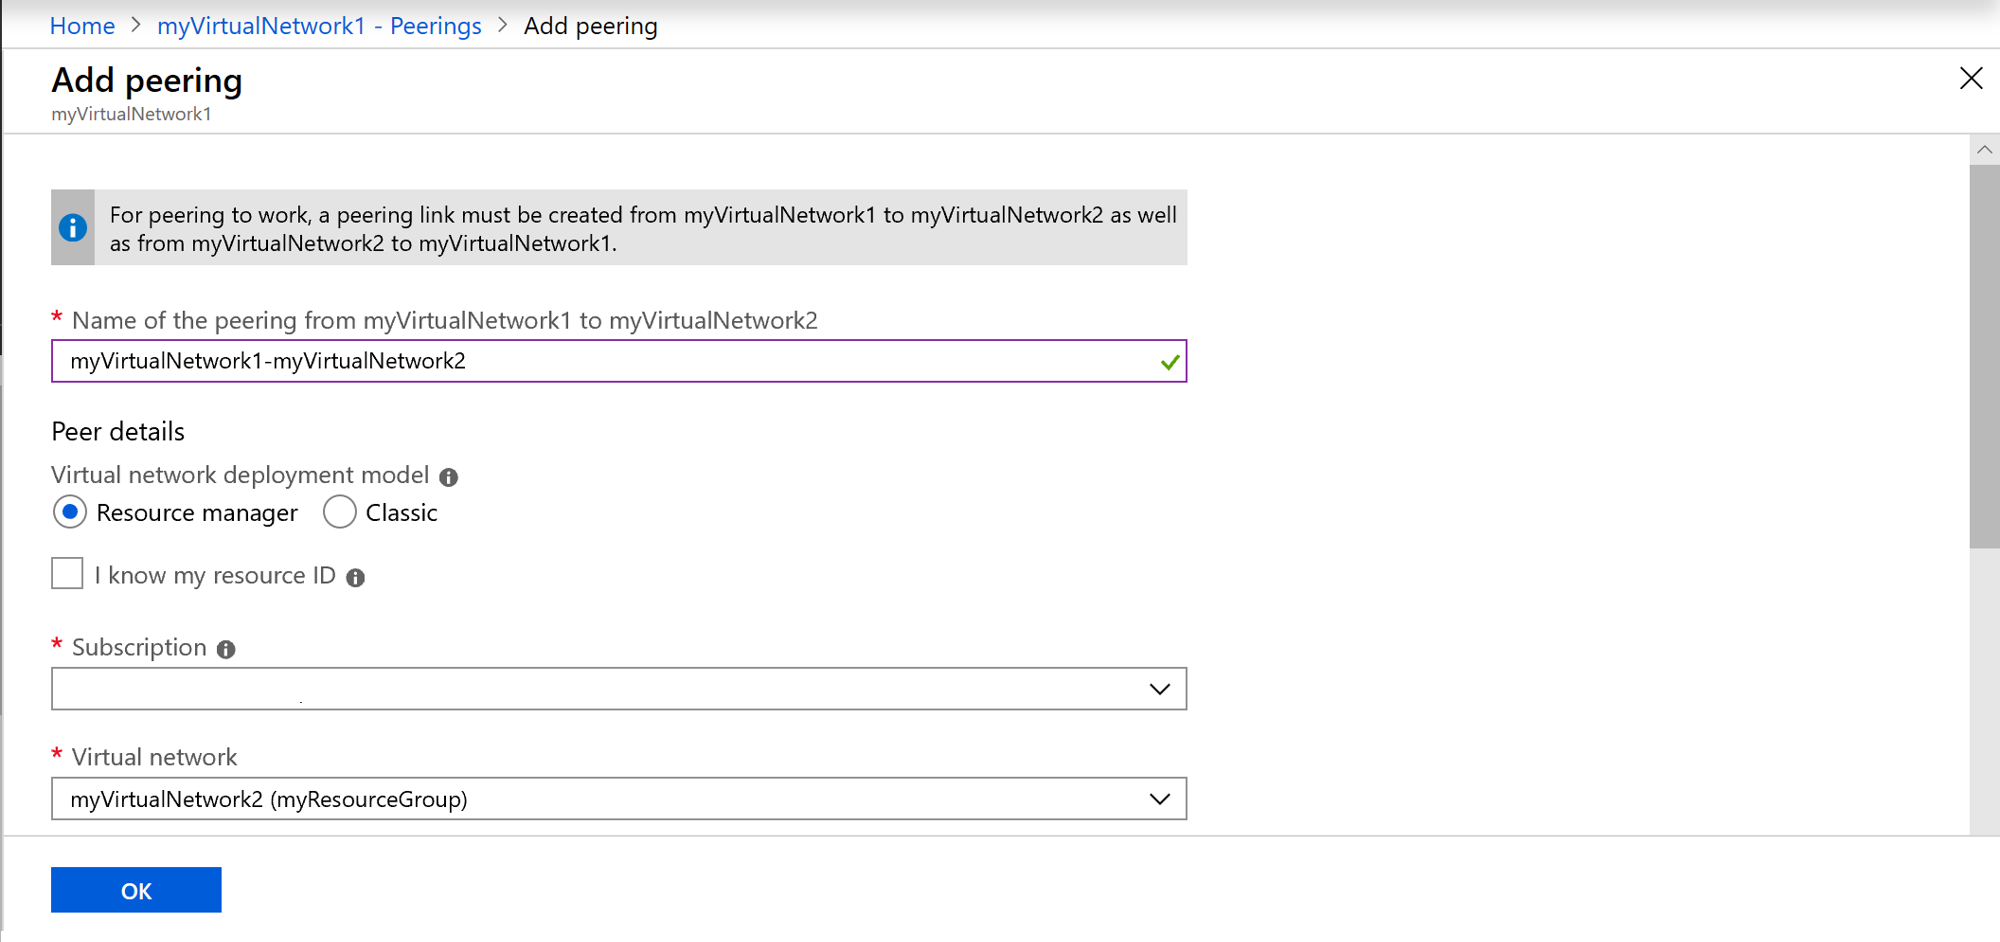 Home > myVirtualNetwork1 - Peerings > Add peering
Add peering
myVirtualNetwork1
For peering to work, a peering link must be created from myVirtualNetwork1 to myVirtualNetwork2 as well
as from myVirtualNetwork2 to myVirtualNetwork1.
* Name of the peering from myVirtualNetwork1 to myVirtualNetwork2
myVirtualNetwork1-myVirtualNetwork2
Peer details
Virtual network deployment model
Resource manager Classic
I know my resource ID
* Subscription
* Virtual network
myVirtualNetwork2 (myResourceGroup)
OK